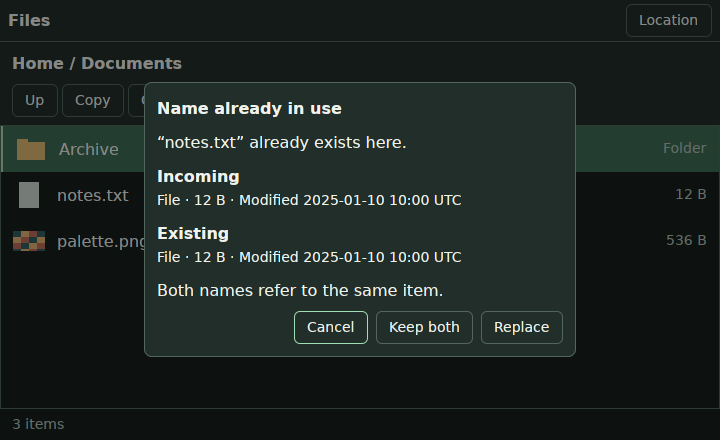 Files
Location
Home / Documents
Up
Copy
Name already in use
“notes.txt” already exists here.
Incoming
File · 12 B · Modified 2025-01-10 10:00 UTC
Existing
File · 12 B · Modified 2025-01-10 10:00 UTC
Both names refer to the same item.
Cancel
Keep both
Replace
Archive
Folder
notes.txt
12 B
palette.png
536 B
3 items